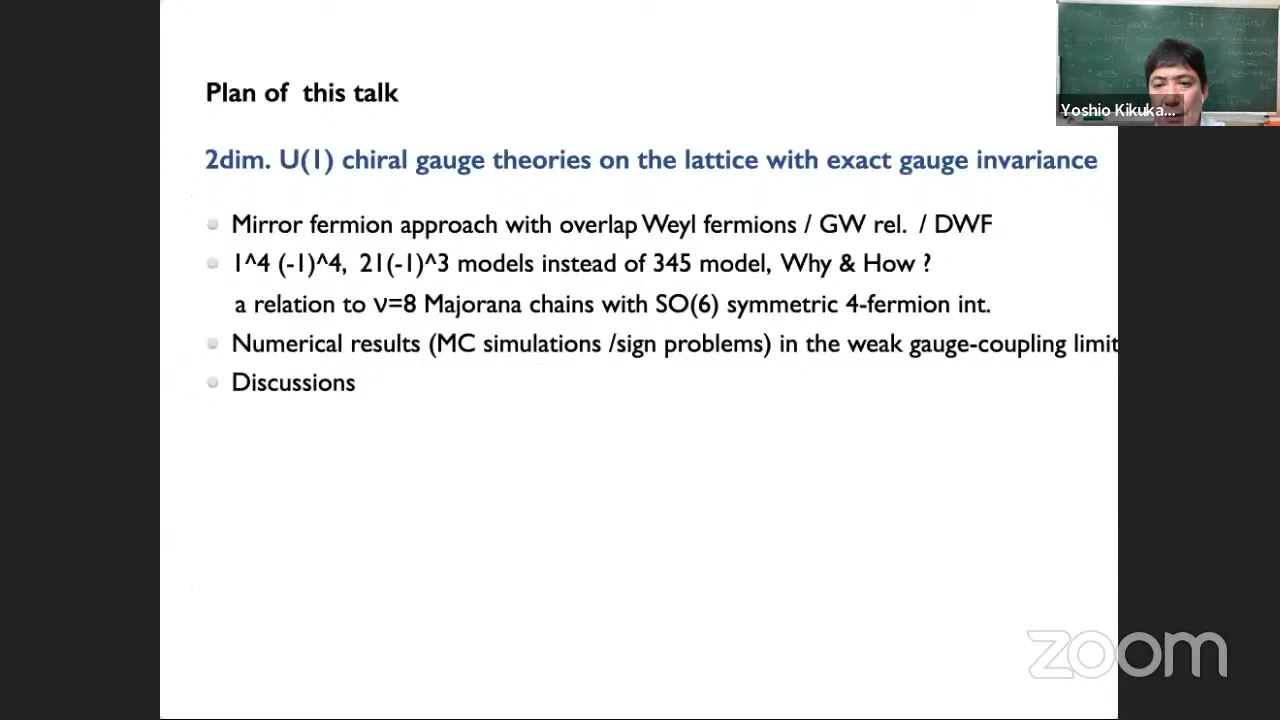 Plan of this talk
Yoshio Kikuka...
2dim. U(1) chiral gauge theories on the lattice with exact gauge invariance
Mirror fermion approach with overlap Weyl fermions / GW rel. / DWF
1^4 (-1)^4, 21(-1)^3 models instead of 345 model, Why & How ?
a relation to ν=8 Majorana chains with SO(6) symmetric 4-fermion int.
Numerical results (MC simulations /sign problems) in the weak gauge-coupling limit
Discussions
zoom